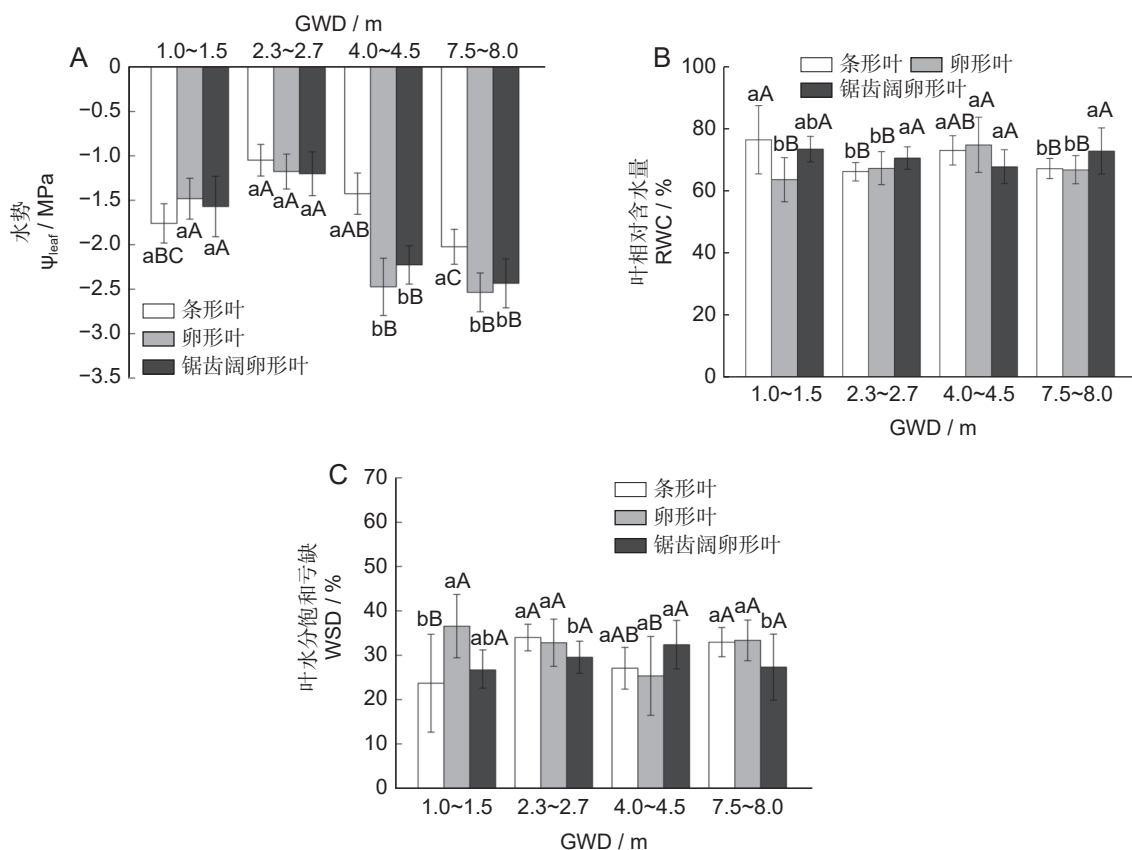 GWD / m
A
1.0~1.5 2.3~2.7 4.0~4.5 7.5~8.0
0
−0.5
−1.0
−1.5
−2.0
−2.5
−3.0
−3.5
水势
Ψleaf / MPa
aBC aA aA
aA aA aA
aAB bB bB
aC bB bB
条形叶
卵形叶
锯齿阔卵形叶
B
100
80
60
40
20
0
叶相对含水量
RWC / %
条形叶 卵形叶
锯齿阔卵形叶
aA bB abA
bB bB aA
aAB aA aA
bB bB aA
1.0~1.5 2.3~2.7 4.0~4.5 7.5~8.0
GWD / m
C
70
60
50
40
30
20
10
0
叶水分饱和亏缺
WSD / %
条形叶
卵形叶
锯齿阔卵形叶
bB aA abA
aA aA bA
aAB aB aA
aA aA bA
1.0~1.5 2.3~2.7 4.0~4.5 7.5~8.0
GWD / m